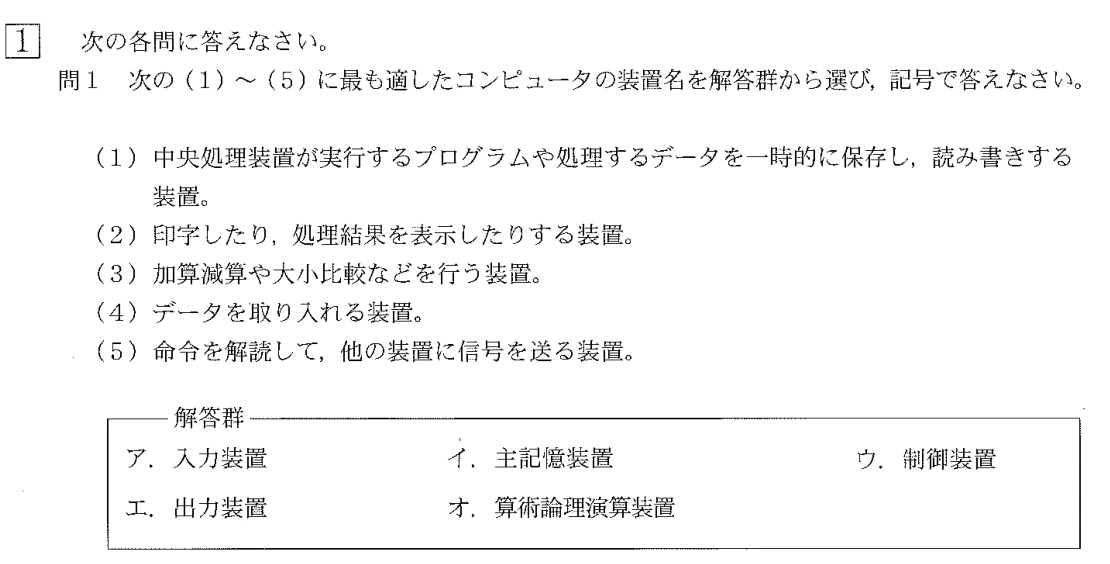 1 次の各問に答えなさい。
問1 次の(1)~(5)に最も適したコンピュータの装置名を解答群から選び,記号で答えなさい。
(1)中央処理装置が実行するプログラムや処理するデータを一時的に保存し,読み書きする
装置。
(2)印字したり,処理結果を表示したりする装置。
(3)加算減算や大小比較などを行う装置。
(4)データを取り入れる装置。
(5)命令を解読して,他の装置に信号を送る装置。
解答群
ア.入力装置 イ.主記憶装置 ウ.制御装置
エ.出力装置 オ.算術論理演算装置